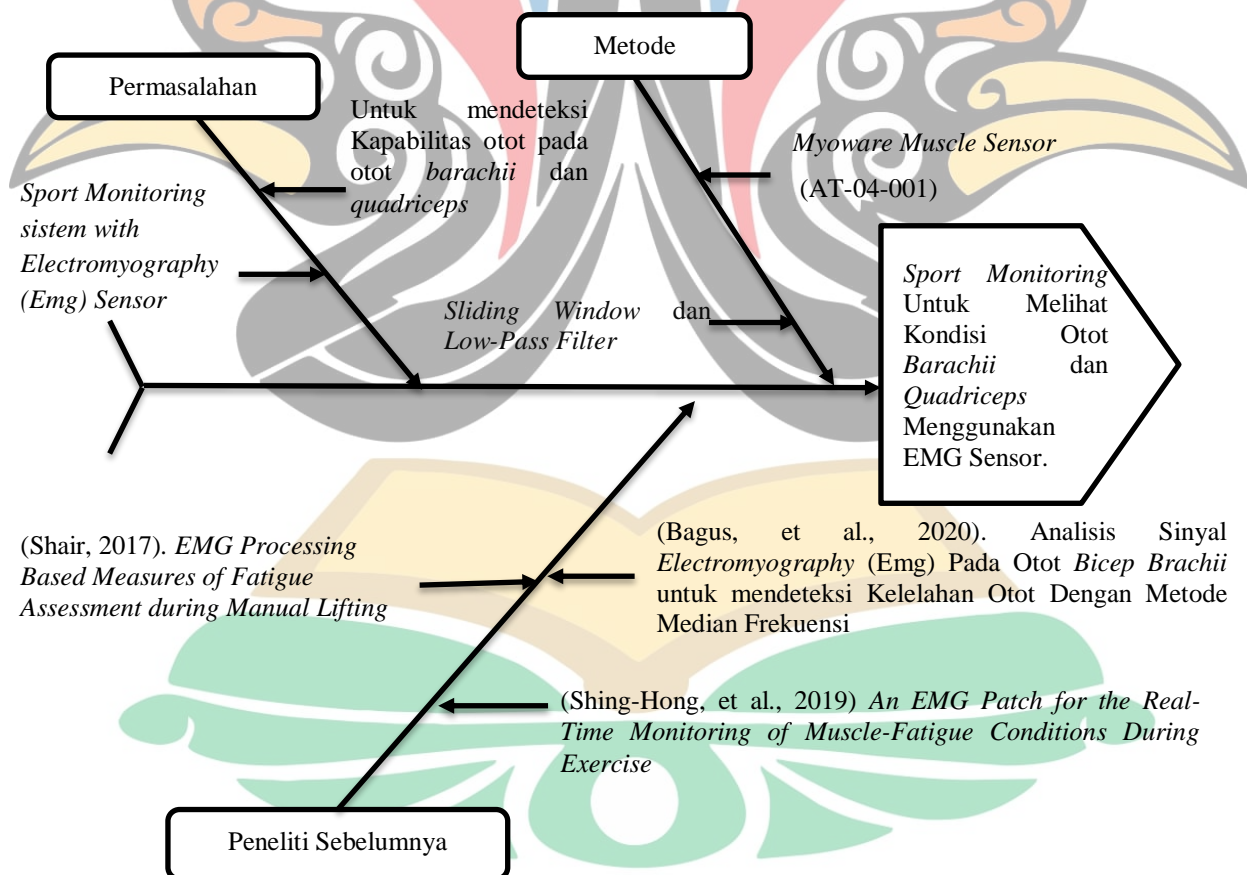 Metode
Permasalahan
Untuk mendeteksi
Kapabilitas otot pada
otot barachii dan
quadriceps
Myoware Muscle Sensor
(AT-04-001)
Sport Monitoring
sistem with
Electromyography
(Emg) Sensor
Sliding Window dan
Low-Pass Filter
Sport Monitoring
Untuk Melihat
Kondisi Otot
Barachii dan
Quadriceps
Menggunakan
EMG Sensor.
(Shair, 2017). EMG Processing
Based Measures of Fatigue
Assessment during Manual Lifting
(Bagus, et al., 2020). Analisis Sinyal
Electromyography (Emg) Pada Otot Bicep Brachii
untuk mendeteksi Kelelahan Otot Dengan Metode
Median Frekuensi
(Shing-Hong, et al., 2019) An EMG Patch for the Real-
Time Monitoring of Muscle-Fatigue Conditions During
Exercise
Peneliti Sebelumnya